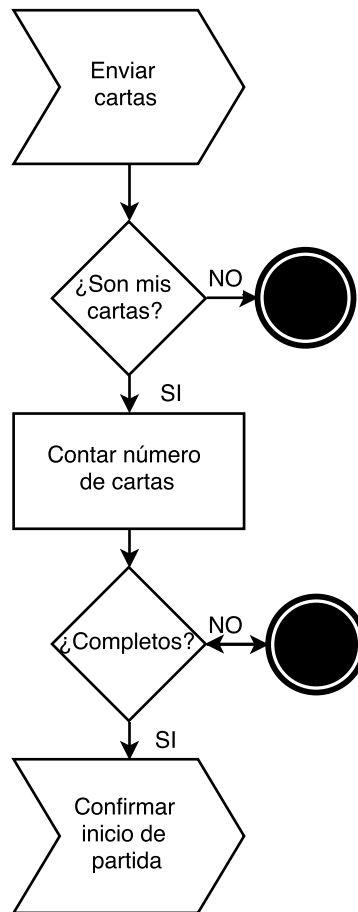 Enviar
cartas
¿Son mis
cartas?
NO
SI
Contar número
de cartas
¿Completos?
NO
SI
Confirmar
inicio de
partida